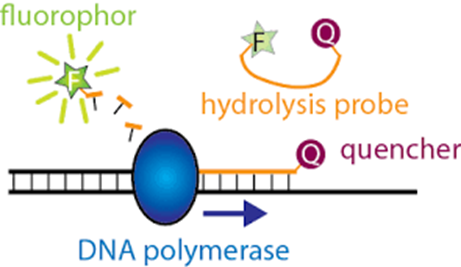 fluorophor
F
F
Q
hydrolysis probe
Q
quencher
DNA polymerase